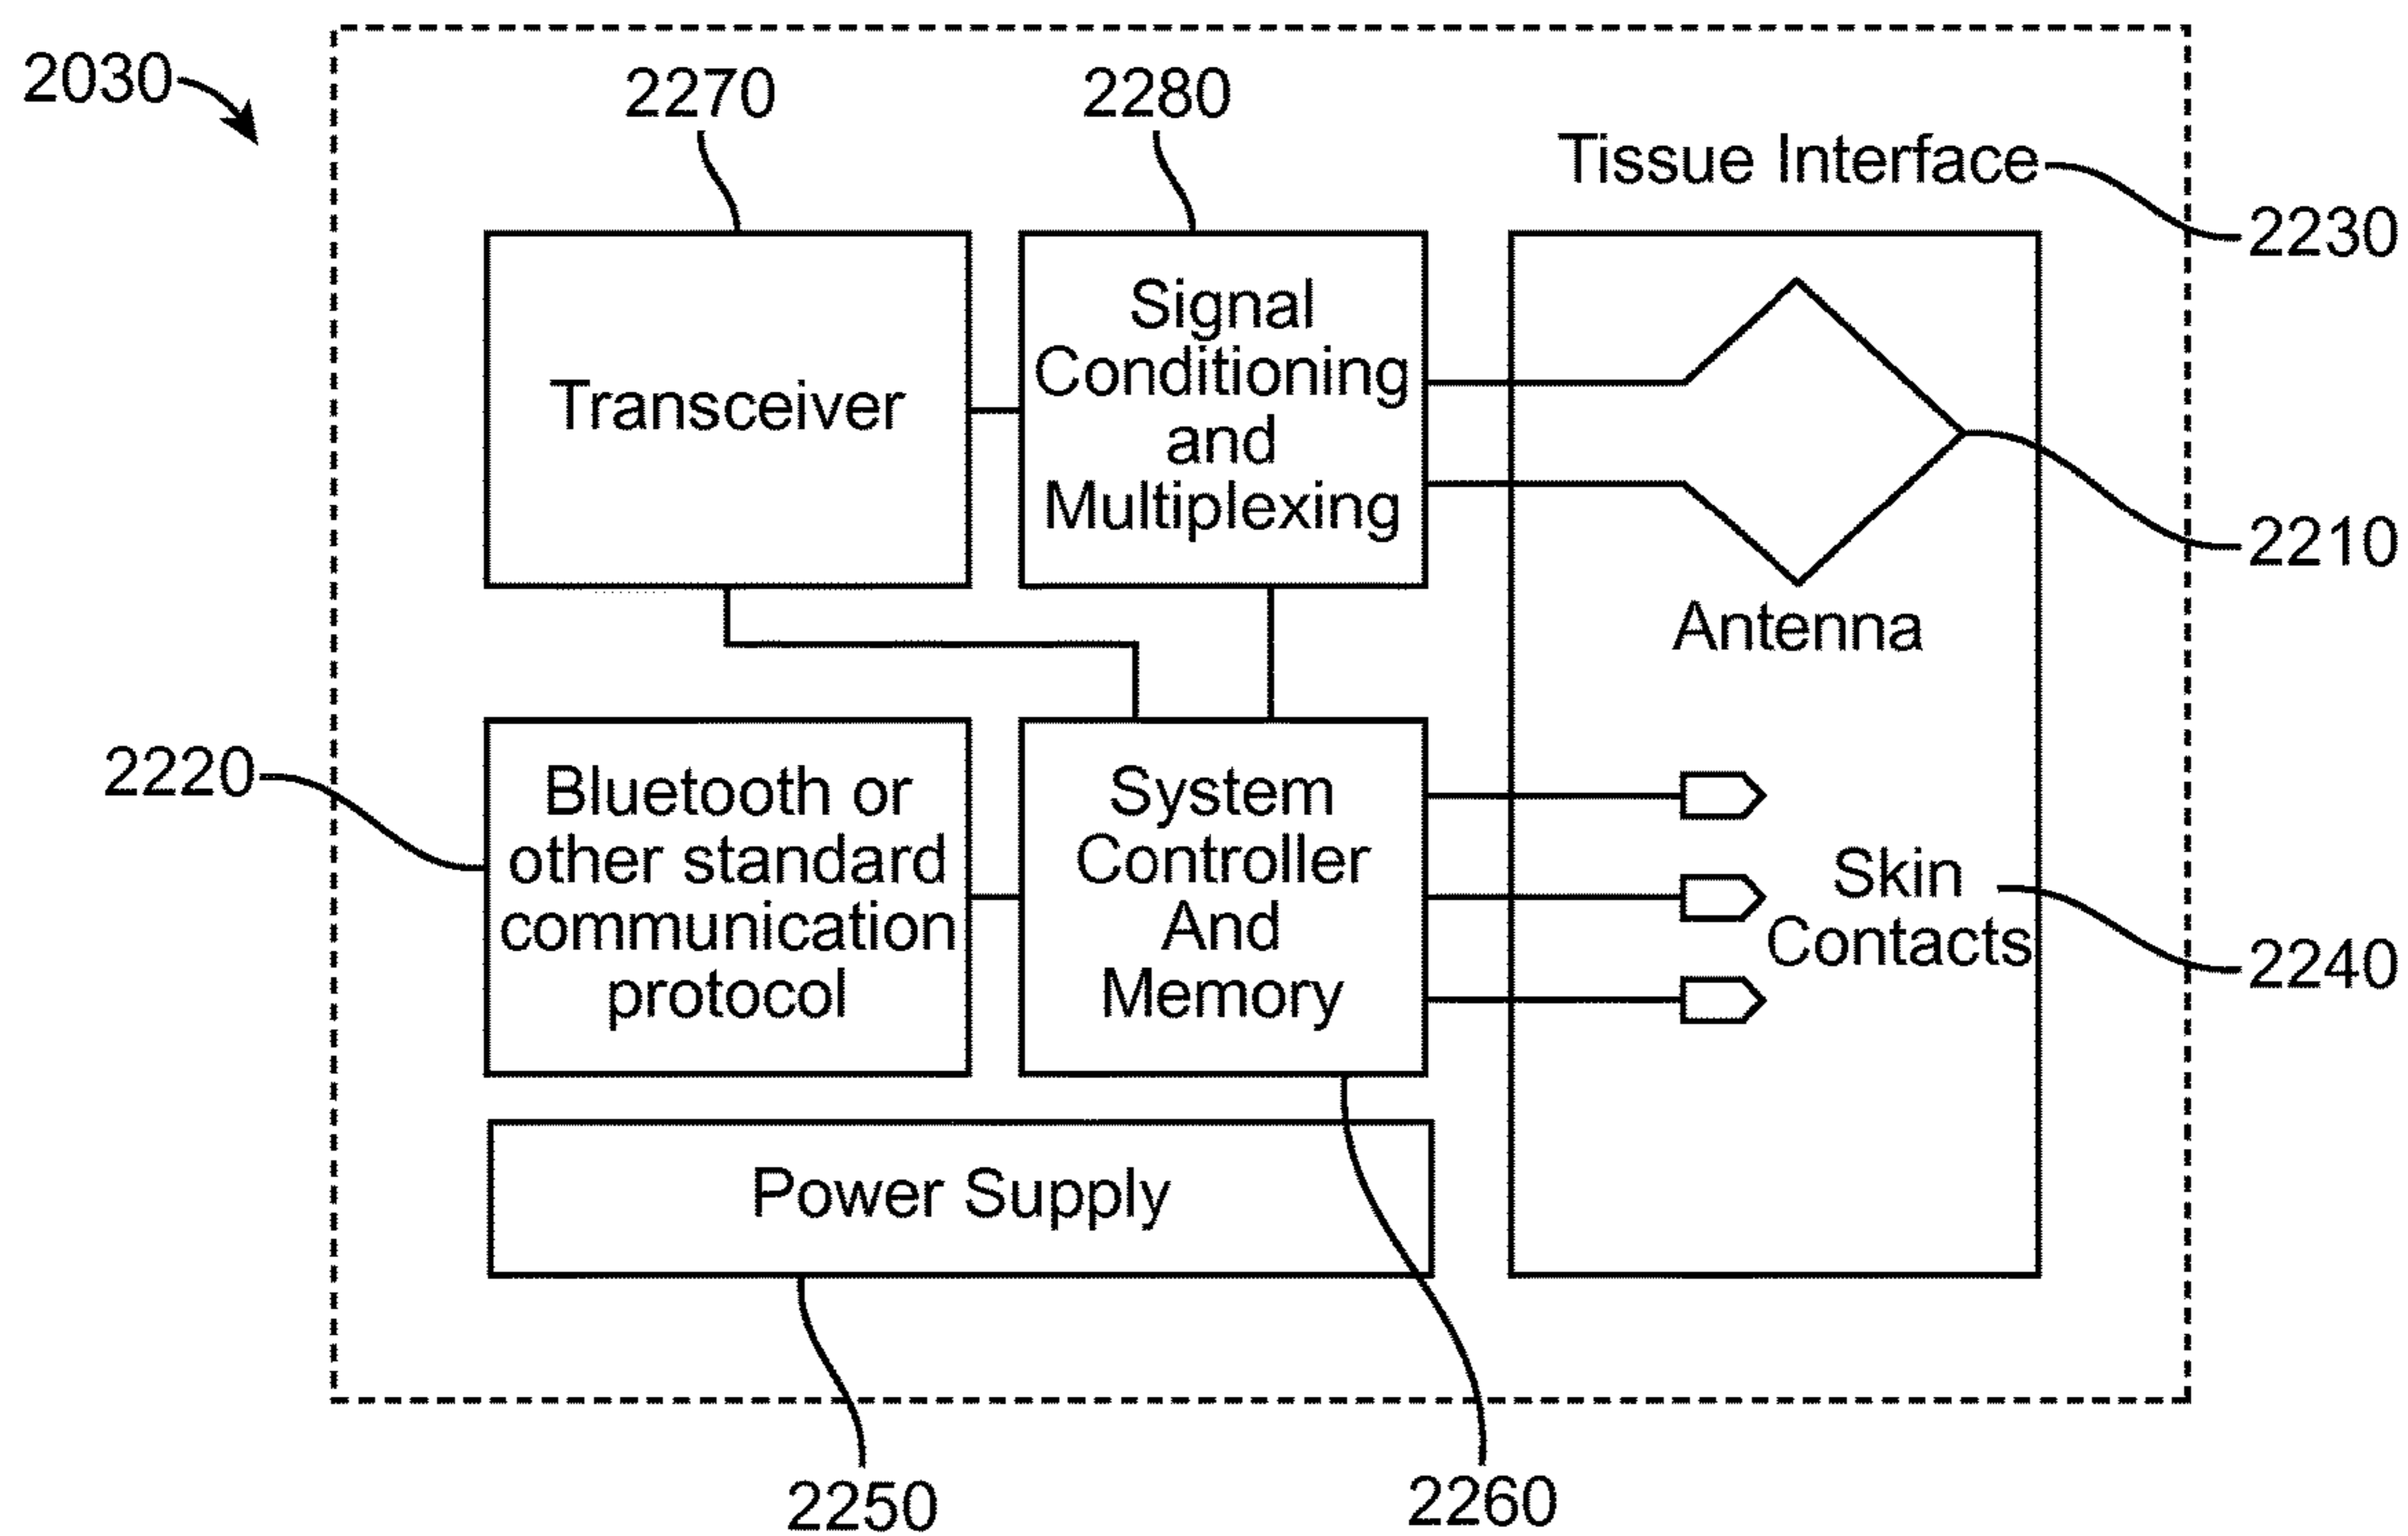 2030
2270
2280
Tissue Interface
2230
Transceiver
Signal
Conditioning
and
Multiplexing
2210
Antenna
2220
Bluetooth or
other standard
communication
protocol
System
Controller
And
Memory
Skin
Contacts
2240
Power Supply
2250
2260